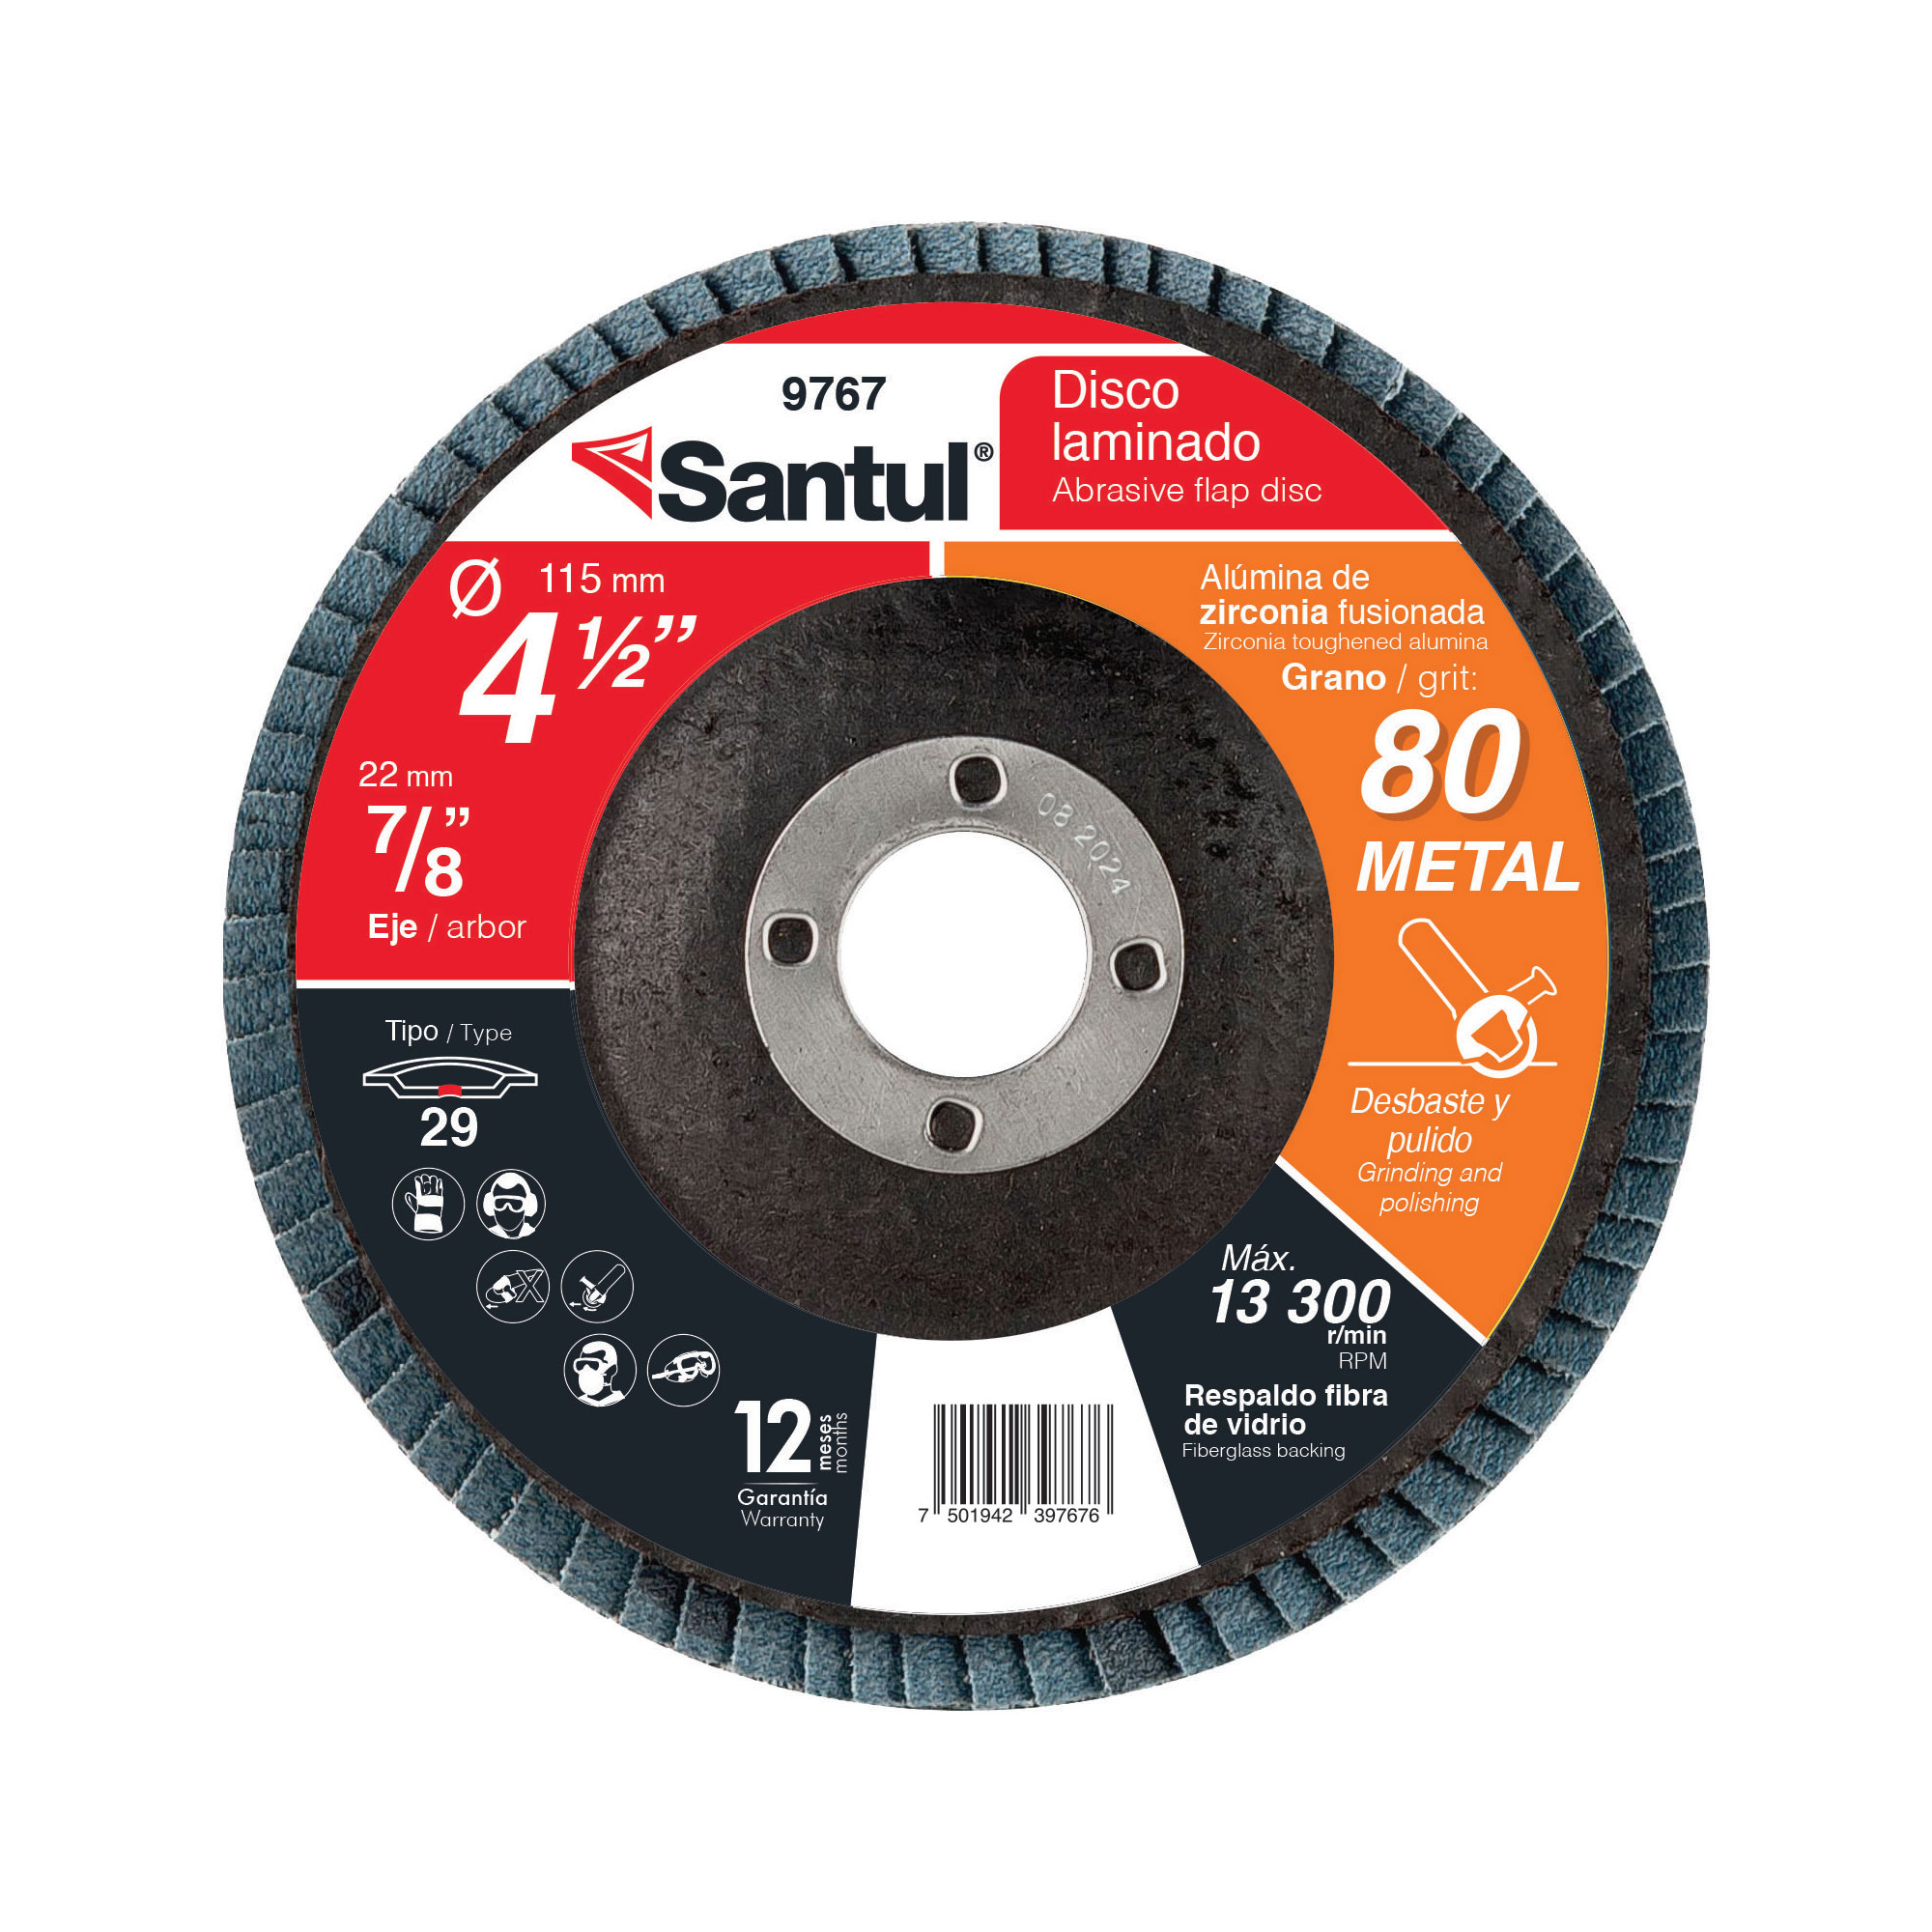 9767
Santul®
Disco
laminado
Abrasive flap disc
Ø 115 mm
4 ½”
22 mm
7/8”
Eje / arbor
Alúmina de
zirconia fusionada
Zirconia toughened alumina
Grano / grit:
80
METAL
Desbaste y
pulido
Grinding and
polishing
08 2024
Tipo / Type
29
Máx.
13 300
r/min
RPM
Respaldo fibra
de vidrio
Fiberglass backing
12 meses
months
Garantía
Warranty
7 501942 397676